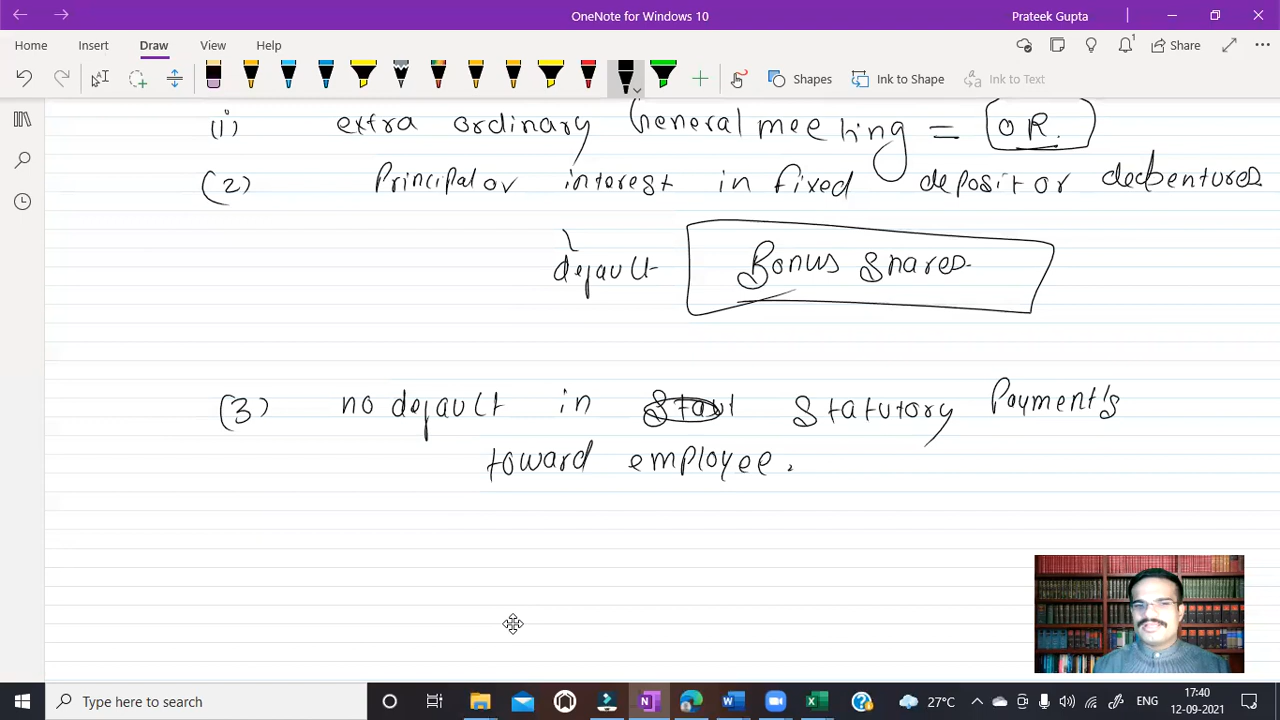 OneNote for Windows 10
Prateek Gupta
Home Insert Draw View Help
Share
Shapes
Ink to Shape
Ink to Text
(1) extra ordinary General meeting = OR.
(2) Principal or interest in fixed deposit or debentures
default Bonus Shares
(3) no default in Statutory Payment's
toward employee.
Type here to search
27°C
ENG
17:40
12-09-2021